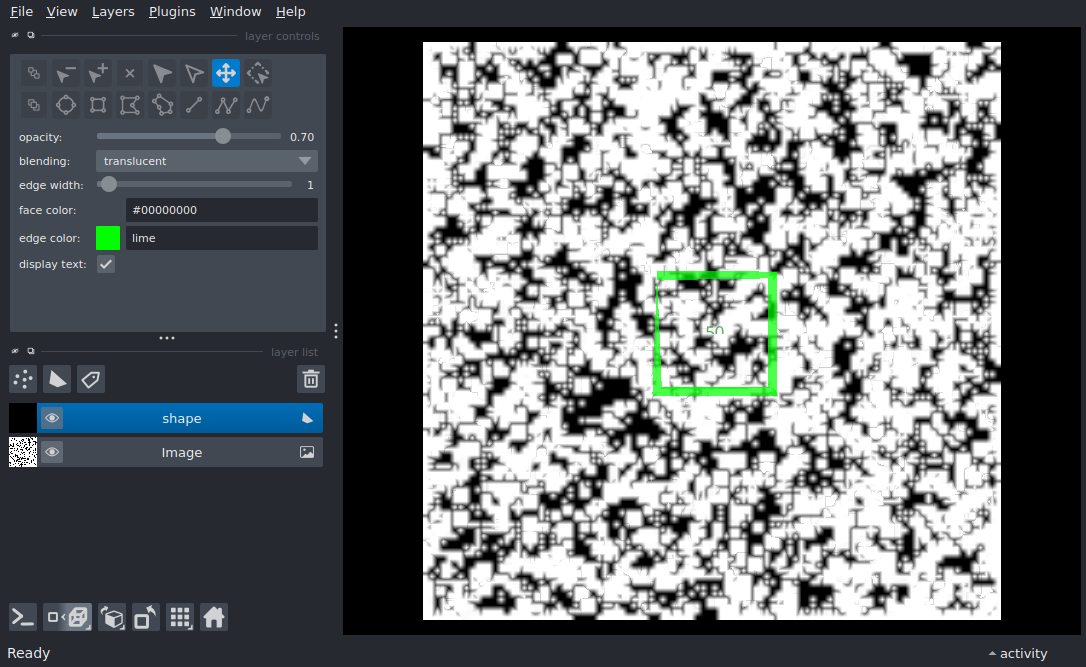 File View Layers Plugins Window Help
layer controls
opacity: 0.70
blending: translucent
edge width: 1
face color: #00000000
edge color: lime
display text:
50
layer list
shape
Image
Ready
activity